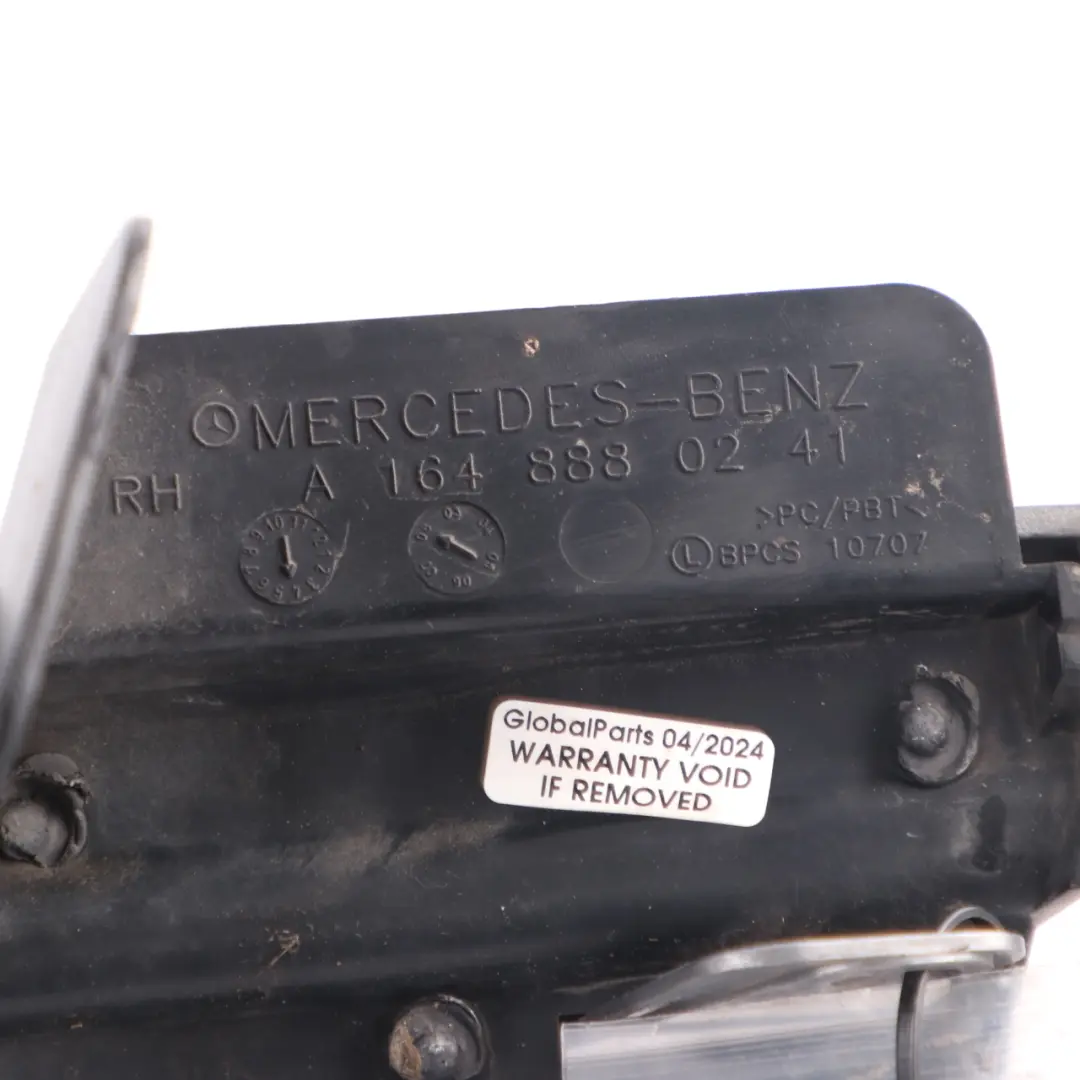 MERCEDES-BENZ
RH A 164 888 02 41
>PC/PBT<
BPCS 10707
GlobalParts 04/2024
WARRANTY VOID
IF REMOVED